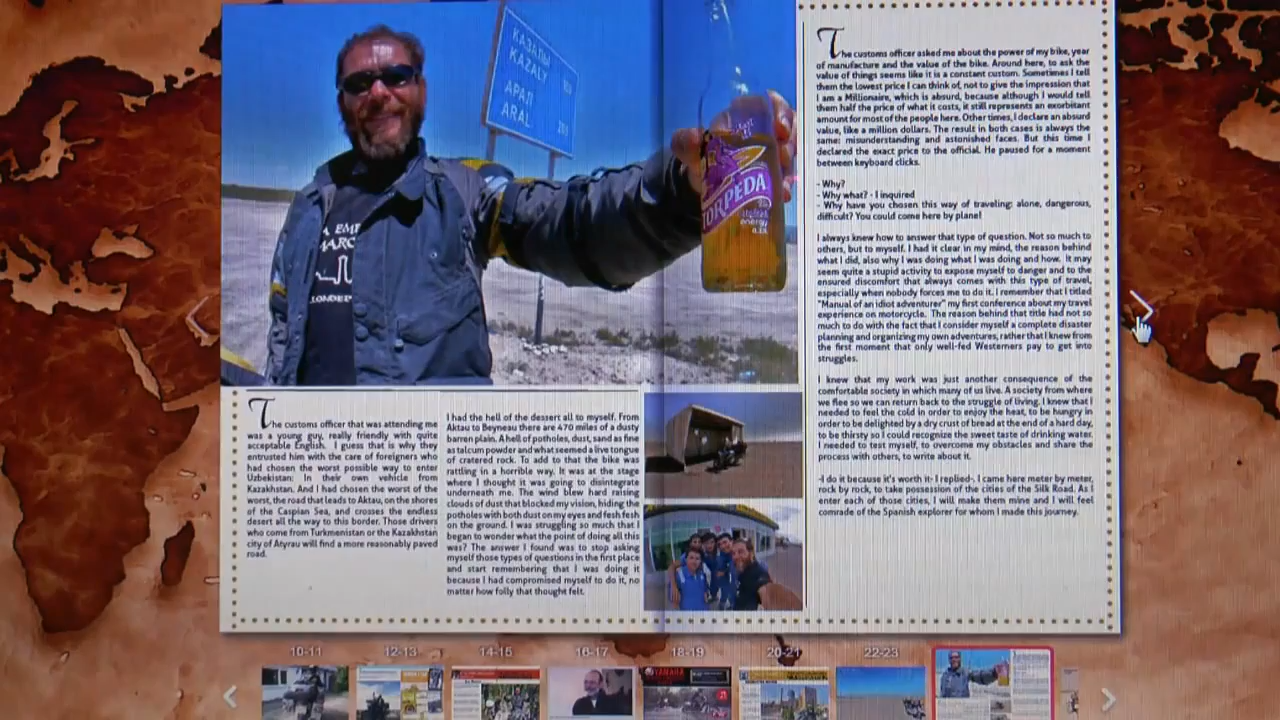 КАЗАЛЫ
KAZALY
АРАЛ
ARAL
TORPEDA
energy
The customs officer that was attending me
was a young guy, really friendly with quite
acceptable English. I guess that is why they
entrusted him with the care of foreigners who
had chosen the worst possible way to enter
Uzbekistan: In their own vehicle from
Kazakhstan. And I had chosen the worst of the
worst, the road that leads to Aktau, on the shores
of the Caspian Sea, and crosses the endless
desert all the way to this border. Those drivers
who come from Turkmenistan or the Kazakhstan
city of Atyrau will find a more reasonably paved
road.
I had the hell of the dessert all to myself. From
Aktau to Beyneau there are 470 miles of a dusty
barren plain. A hell of potholes, dust, sand as fine
as talcum powder and what seemed a live tongue
of cratered rock. To add to that the bike was
rattling in a horrible way. It was at the stage
where I thought it was going to disintegrate
underneath me. The wind blew hard raising
clouds of dust that blocked my vision, hiding the
potholes with both dust on my eyes and fesh fesh
on the ground. I was struggling so much that I
began to wonder what the point of doing all this
was? The answer I found was to stop asking
myself those types of questions in the first place
and start remembering that I was doing it
because I had compromised myself to do it, no
matter how folly that thought felt.
The customs officer asked me about the power of my bike, year
of manufacture and the value of the bike. Around here, to ask the
value of things seems like it is a constant custom. Sometimes I tell
them the lowest price I can think of, not to give the impression that
I am a Millionaire, which is absurd, because although I would tell
them half the price of what it costs, it still represents an exorbitant
amount for most of the people here. Other times, I declare an absurd
value, like a million dollars. The result in both cases is always the
same: misunderstanding and astonished faces. But this time I
declared the exact price to the official. He paused for a moment
between keyboard clicks.
- Why?
- Why what? - I inquired
- Why have you chosen this way of traveling: alone, dangerous,
difficult? You could come here by plane!
I always knew how to answer that type of question. Not so much to
others, but to myself. I had it clear in my mind, the reason behind
what I did, also why I was doing what I was doing and how. It may
seem quite a stupid activity to expose myself to danger and to the
ensured discomfort that always comes with this type of travel,
especially when nobody forces me to do it. I remember that I titled
"Manual of an idiot adventurer" my first conference about my travel
experience on motorcycle. The reason behind that title had not so
much to do with the fact that I consider myself a complete disaster
planning and organizing my own adventures, rather that I knew from
the first moment that only well-fed Westerners pay to get into
struggles.
I knew that my work was just another consequence of the
comfortable society in which many of us live. A society from where
we flee so we can return back to the struggle of living. I knew that I
needed to feel the cold in order to enjoy the heat, to be hungry in
order to be delighted by a dry crust of bread at the end of a hard day,
to be thirsty so I could recognize the sweet taste of drinking water.
I needed to test myself, to overcome my obstacles and share the
process with others, to write about it.
-I do it because it's worth it- I replied-. I came here meter by meter,
rock by rock, to take possession of the cities of the Silk Road. As I
enter each of those cities, I will make them mine and I will feel
comrade of the Spanish explorer for whom I made this journey.
10-11
12-13
14-15
16-17
18-19
20-21
22-23
YAMAHA